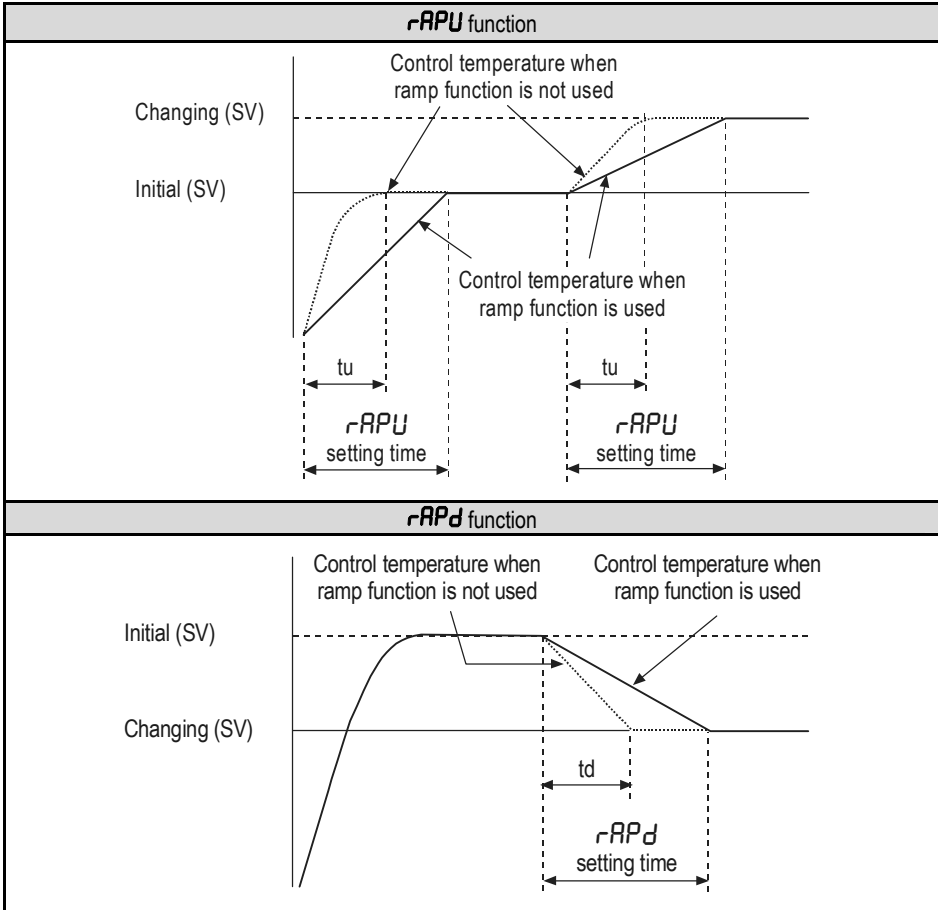 rAPU function
Control temperature when
ramp function is not used
Changing (SV)
Initial (SV)
Control temperature when
ramp function is used
tu
tu
rAPU
setting time
rAPU
setting time
rAPd function
Control temperature when
ramp function is not used
Control temperature when
ramp function is used
Initial (SV)
Changing (SV)
td
rAPd
setting time